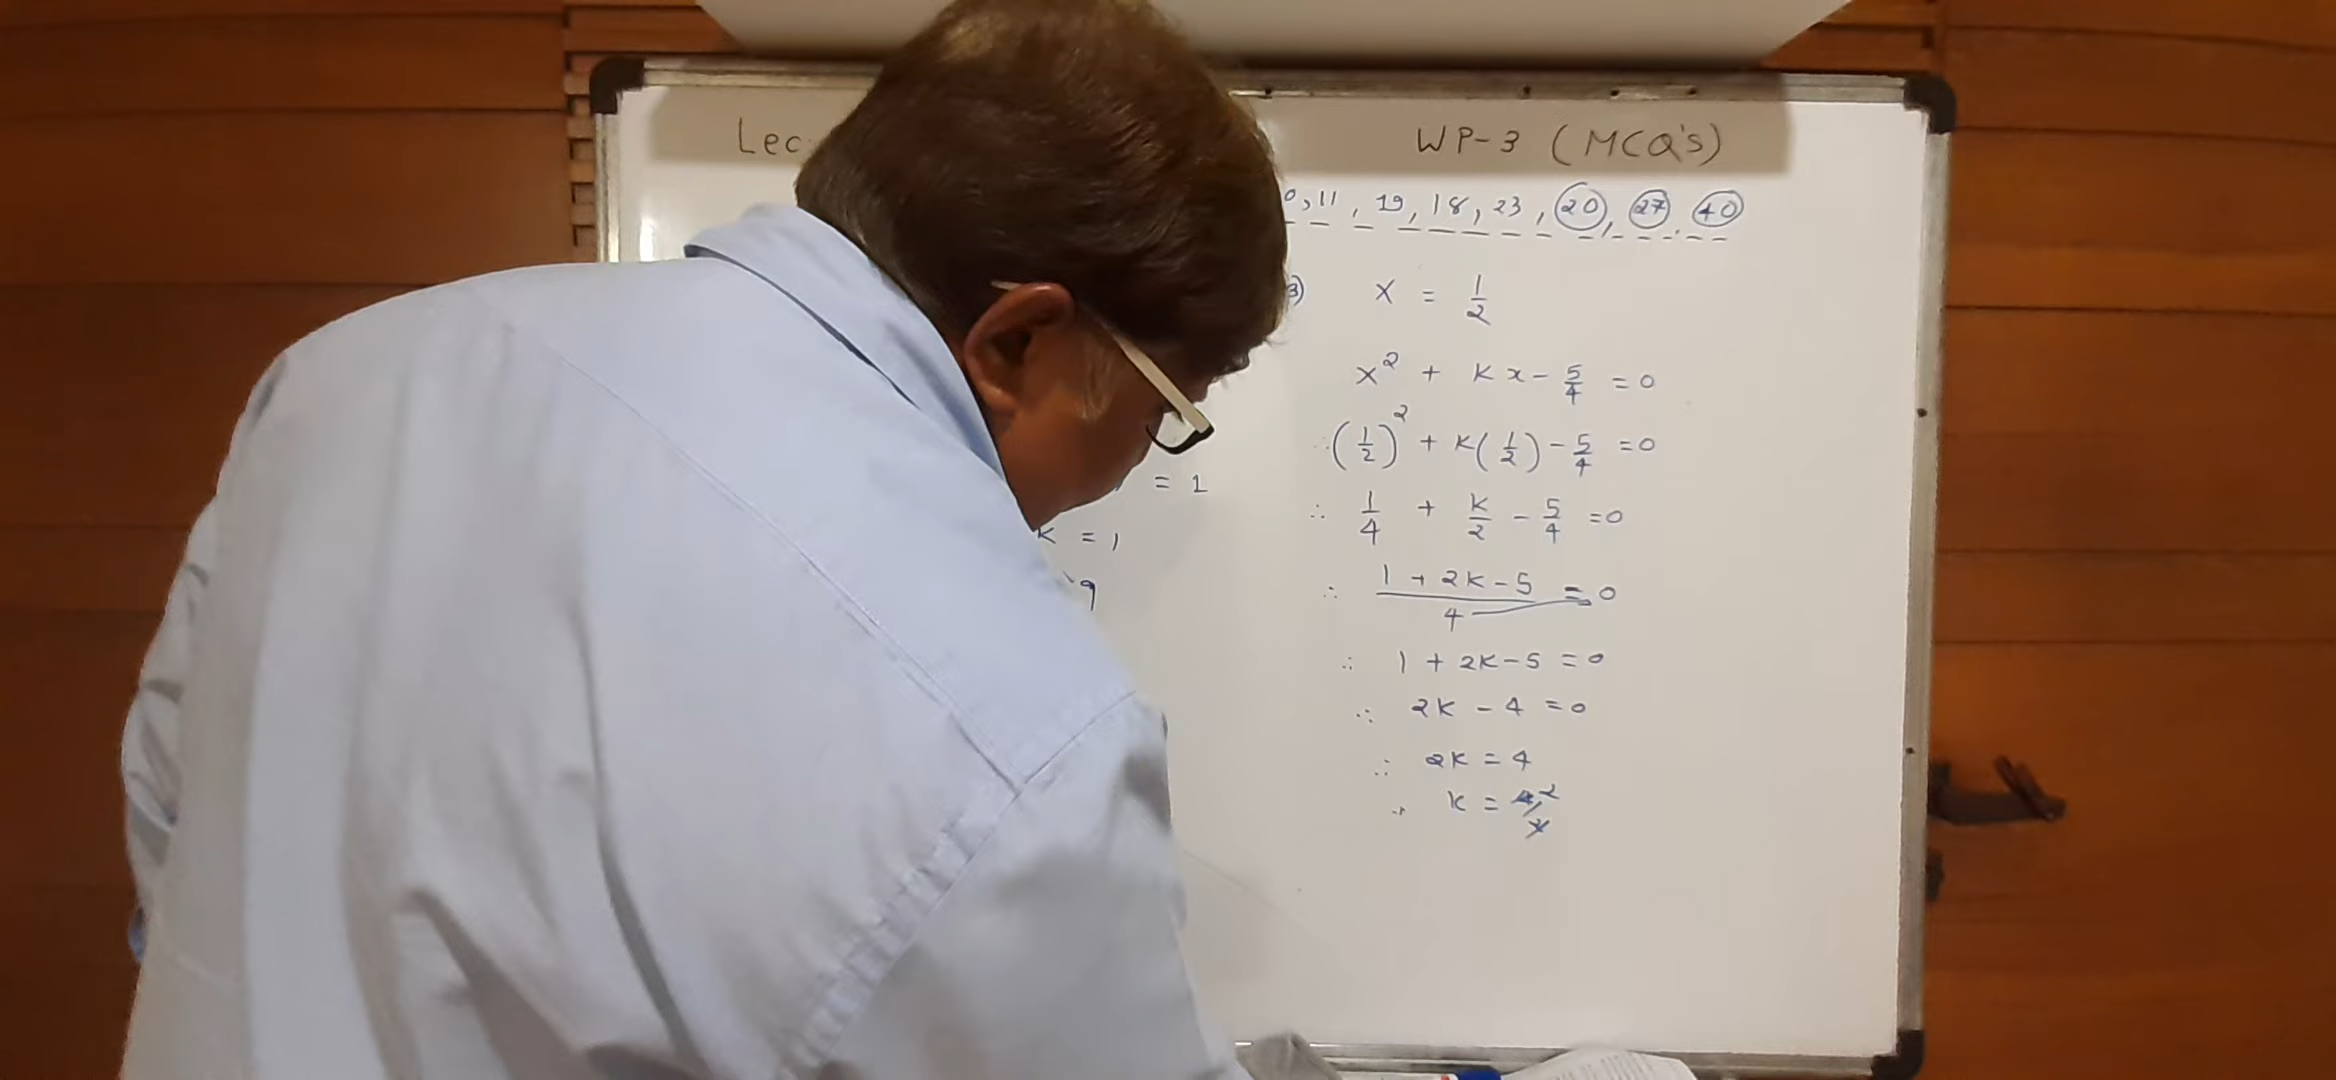 Lec
WP-3 (MCQ's)
0, 11, 19, 18, 23, 20, 27, 40
3) x = 1/2
x² + kx - 5/4 = 0
∴ (1/2)² + k(1/2) - 5/4 = 0
= 1
∴ 1/4 + k/2 - 5/4 = 0
k = 1
9
∴ (1 + 2k - 5)/4 = 0
∴ 1 + 2k - 5 = 0
∴ 2k - 4 = 0
∴ 2k = 4
∴ k = 4/2 2